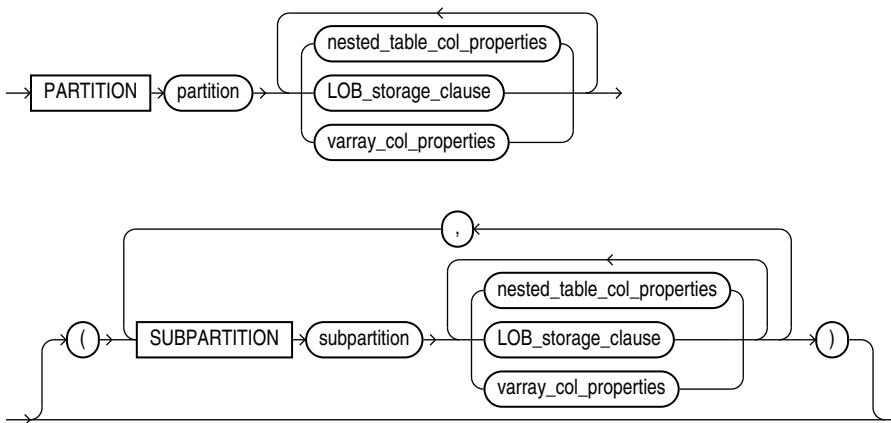 nested_table_col_properties
PARTITION partition LOB_storage_clause
varray_col_properties
,
nested_table_col_properties
( SUBPARTITION subpartition LOB_storage_clause )
varray_col_properties